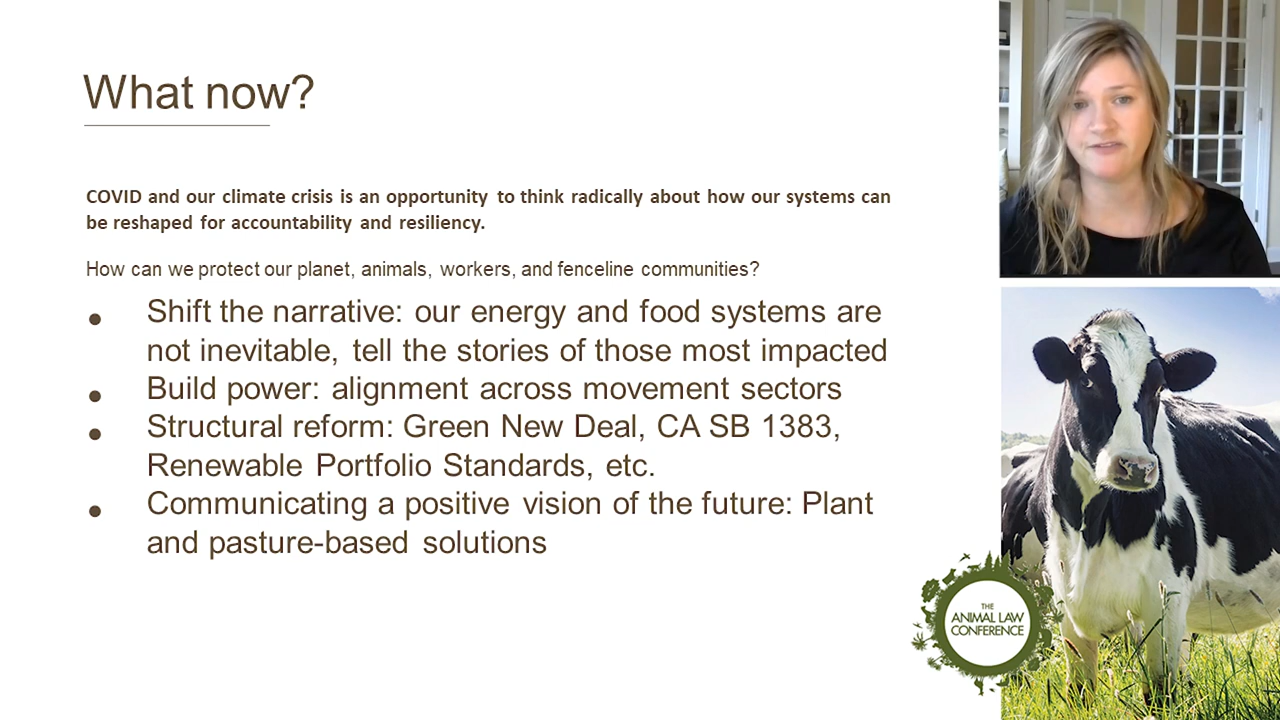 What now?
COVID and our climate crisis is an opportunity to think radically about how our systems can
be reshaped for accountability and resiliency.
How can we protect our planet, animals, workers, and fenceline communities?
● Shift the narrative: our energy and food systems are
not inevitable, tell the stories of those most impacted
● Build power: alignment across movement sectors
● Structural reform: Green New Deal, CA SB 1383,
Renewable Portfolio Standards, etc.
● Communicating a positive vision of the future: Plant
and pasture-based solutions
THE
ANIMAL LAW
CONFERENCE